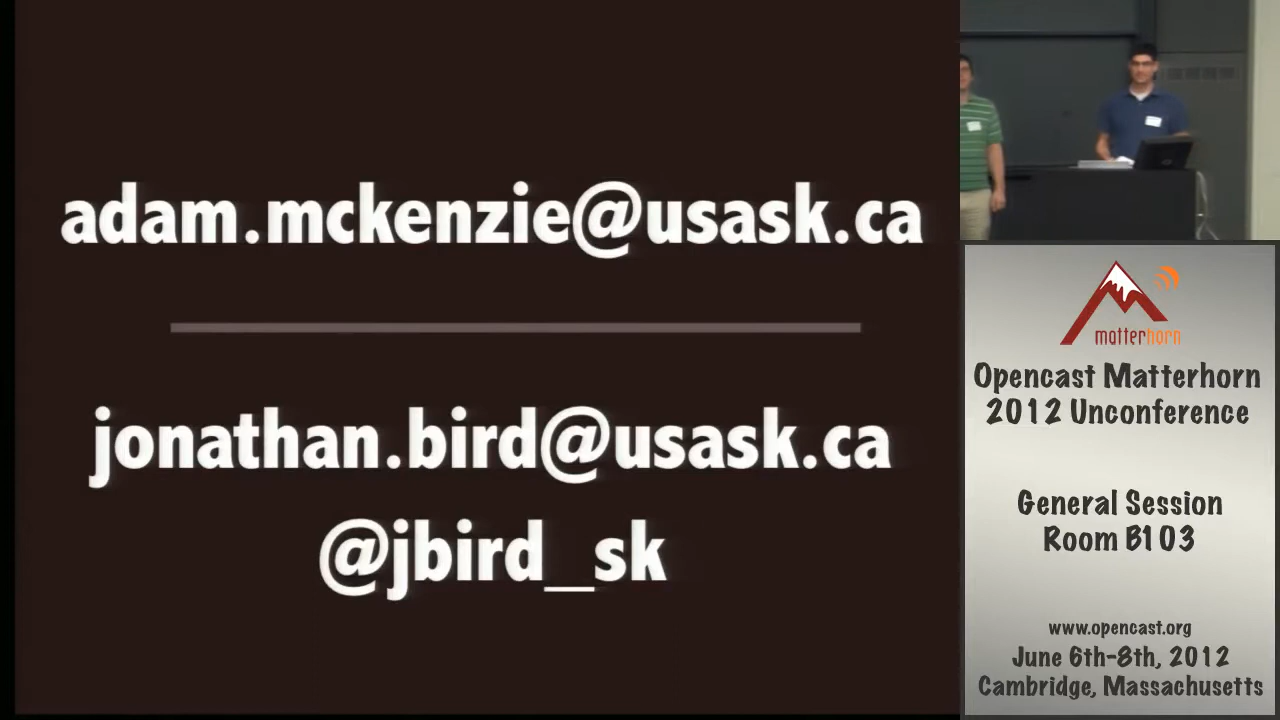 adam.mckenzie@usask.ca
jonathan.bird@usask.ca
@jbird_sk
matterhorn
Opencast Matterhorn
2012 Unconference
General Session
Room B103
www.opencast.org
June 6th-8th, 2012
Cambridge, Massachusetts